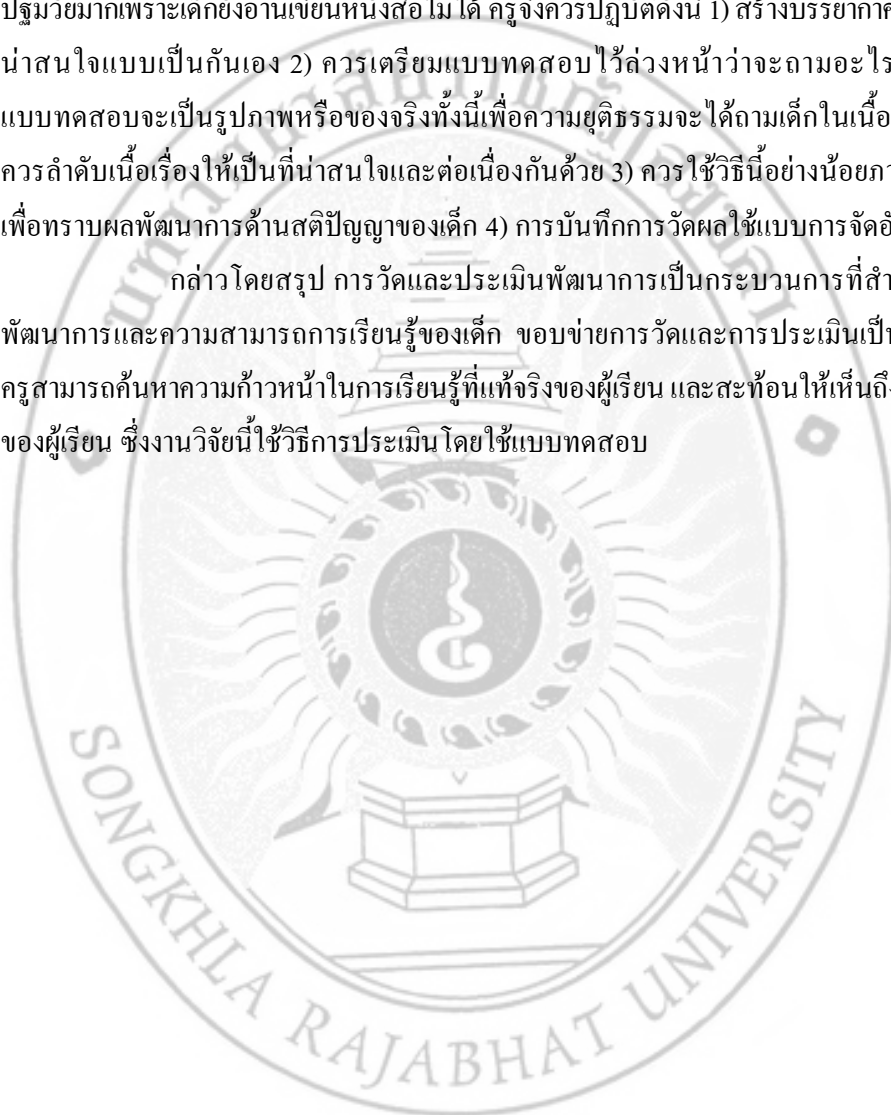 ปฐมวัยมากเพราะเด็กยังอ่านเขียนหนังสือไม่ได้ ครูจึงควรปฏิบัติดังนี้ 1) สร้างบรรยากาศ
น่าสนใจแบบเป็นกันเอง 2) ควรเตรียมแบบทดสอบไว้ล่วงหน้าว่าจะถามอะไร
แบบทดสอบจะเป็นรูปภาพหรือของจริงทั้งนี้เพื่อความยุติธรรมจะได้ถามเด็กในเนื้อ
ควรลำดับเนื้อเรื่องให้เป็นที่น่าสนใจและต่อเนื่องกันด้วย 3) ควรใช้วิธีนี้อย่างน้อยภา
เพื่อทราบผลพัฒนาการด้านสติปัญญาของเด็ก 4) การบันทึกการวัดผลใช้แบบการจัดอั
กล่าวโดยสรุป การวัดและประเมินพัฒนาการเป็นกระบวนการที่สำ
พัฒนาการและความสามารถการเรียนรู้ของเด็ก ขอบข่ายการวัดและการประเมินเป็น
ครูสามารถค้นหาความก้าวหน้าในการเรียนรู้ที่แท้จริงของผู้เรียน และสะท้อนให้เห็นถึง
ของผู้เรียน ซึ่งงานวิจัยนี้ใช้วิธีการประเมินโดยใช้แบบทดสอบ
มหาวิทยาลัยราชภัฏสงขลา
SONGKHLA RAJABHAT UNIVERSITY